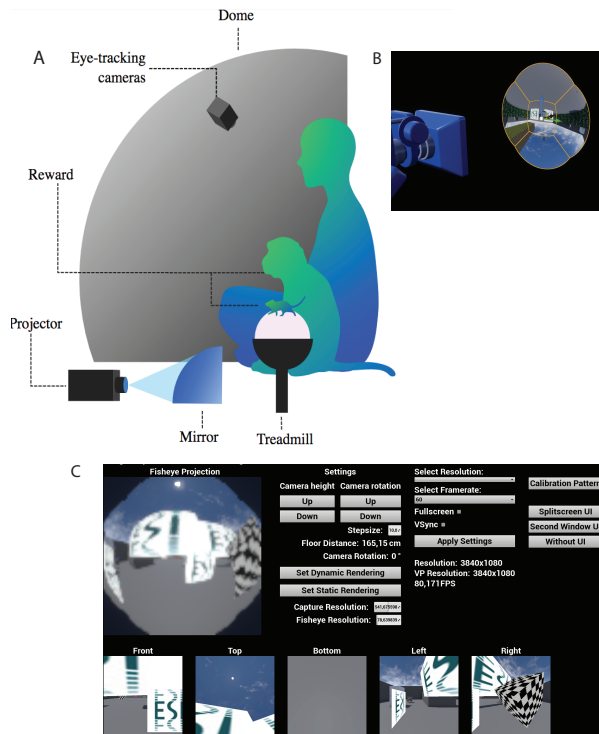 Dome
A
Eye-tracking
cameras
B
Reward
Projector
Mirror
Treadmill
C
Fisheye Projection
Settings
Camera height Camera rotation
Up Up
Down Down
Stepsize: 10,0
Floor Distance: 165,15 cm
Camera Rotation: 0 °
Set Dynamic Rendering
Set Static Rendering
Capture Resolution:
Fisheye Resolution:
Select Resolution:
Select Framerate:
60
Fullscreen
VSync
Apply Settings
Resolution: 3840x1080
VP Resolution: 3840x1080
80,171FPS
Calibration Pattern
Splitscreen UI
Second Window U
Without UI
Front Top Bottom Left Right
ES